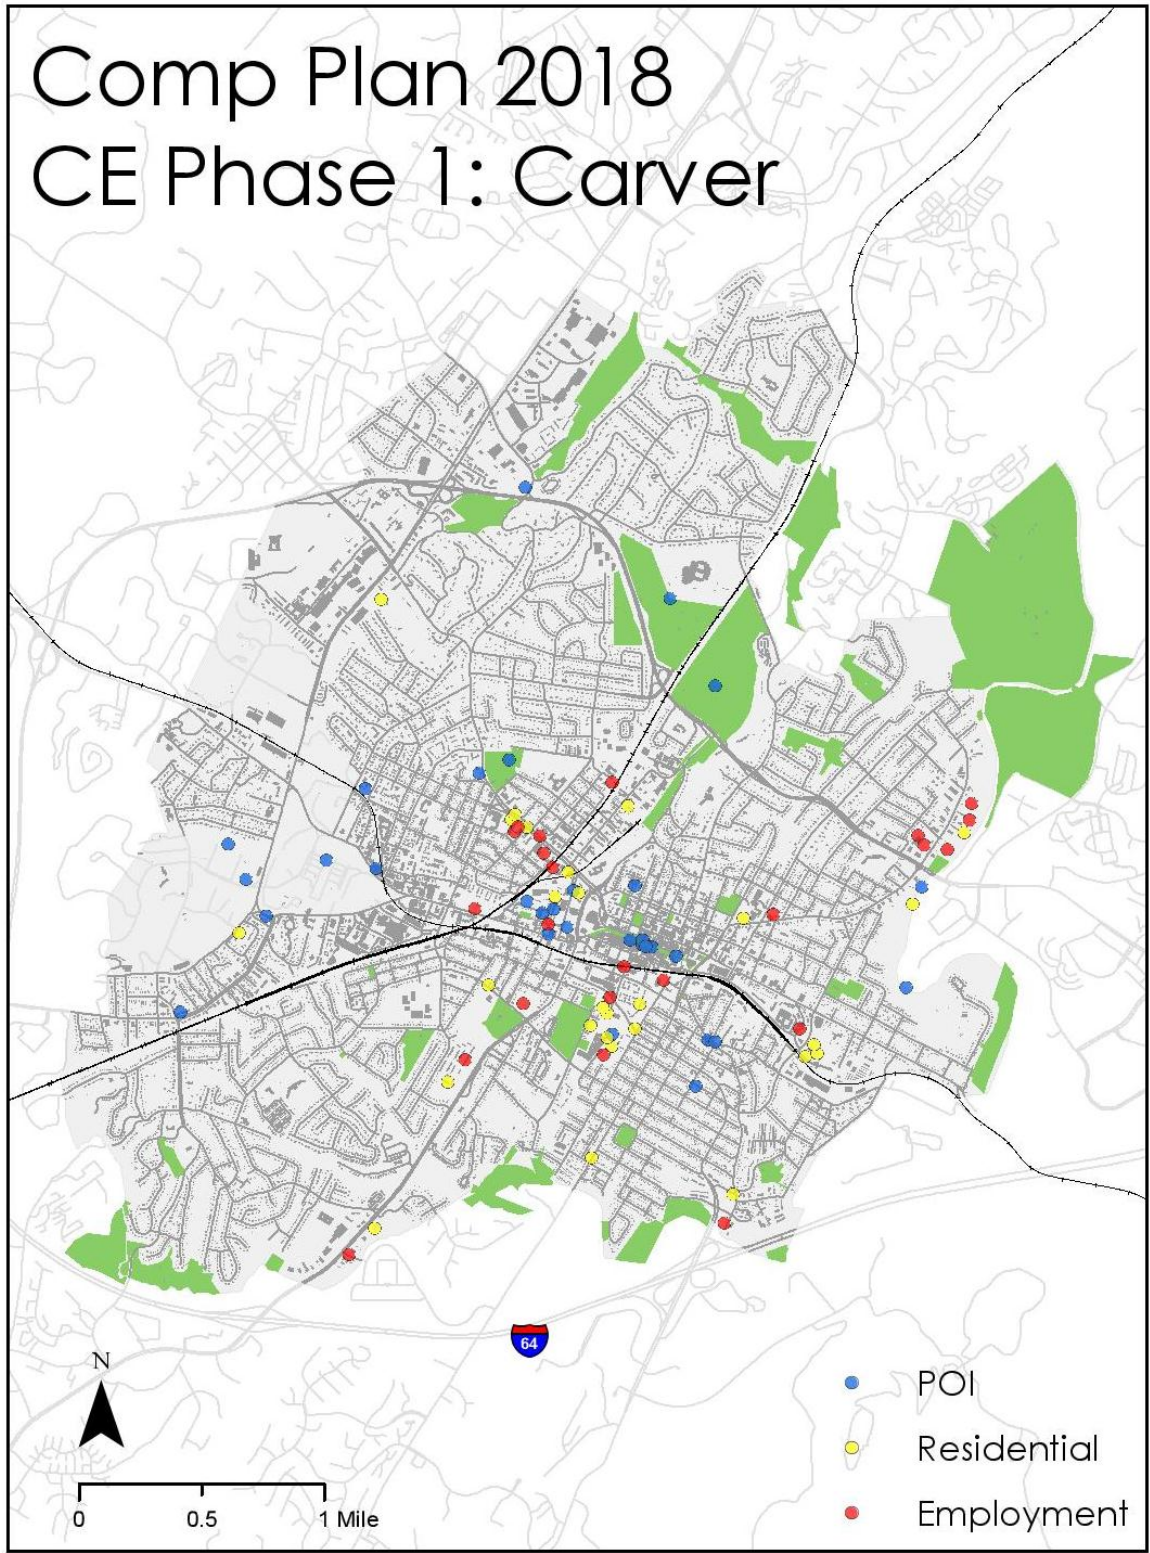 Comp Plan 2018
CE Phase 1: Carver
64
N
0 0.5 1 Mile
POI
Residential
Employment